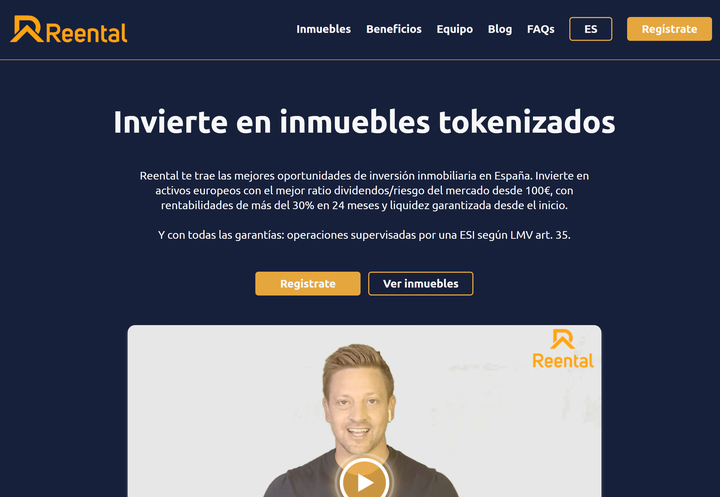 Reental
Inmuebles Beneficios Equipo Blog FAQs ES Regístrate
Invierte en inmuebles tokenizados
Reental te trae las mejores oportunidades de inversión inmobiliaria en España. Invierte en
activos europeos con el mejor ratio dividendos/riesgo del mercado desde 100€, con
rentabilidades de más del 30% en 24 meses y liquidez garantizada desde el inicio.
Y con todas las garantías: operaciones supervisadas por una ESI según LMV art. 35.
Regístrate Ver inmuebles
Reental